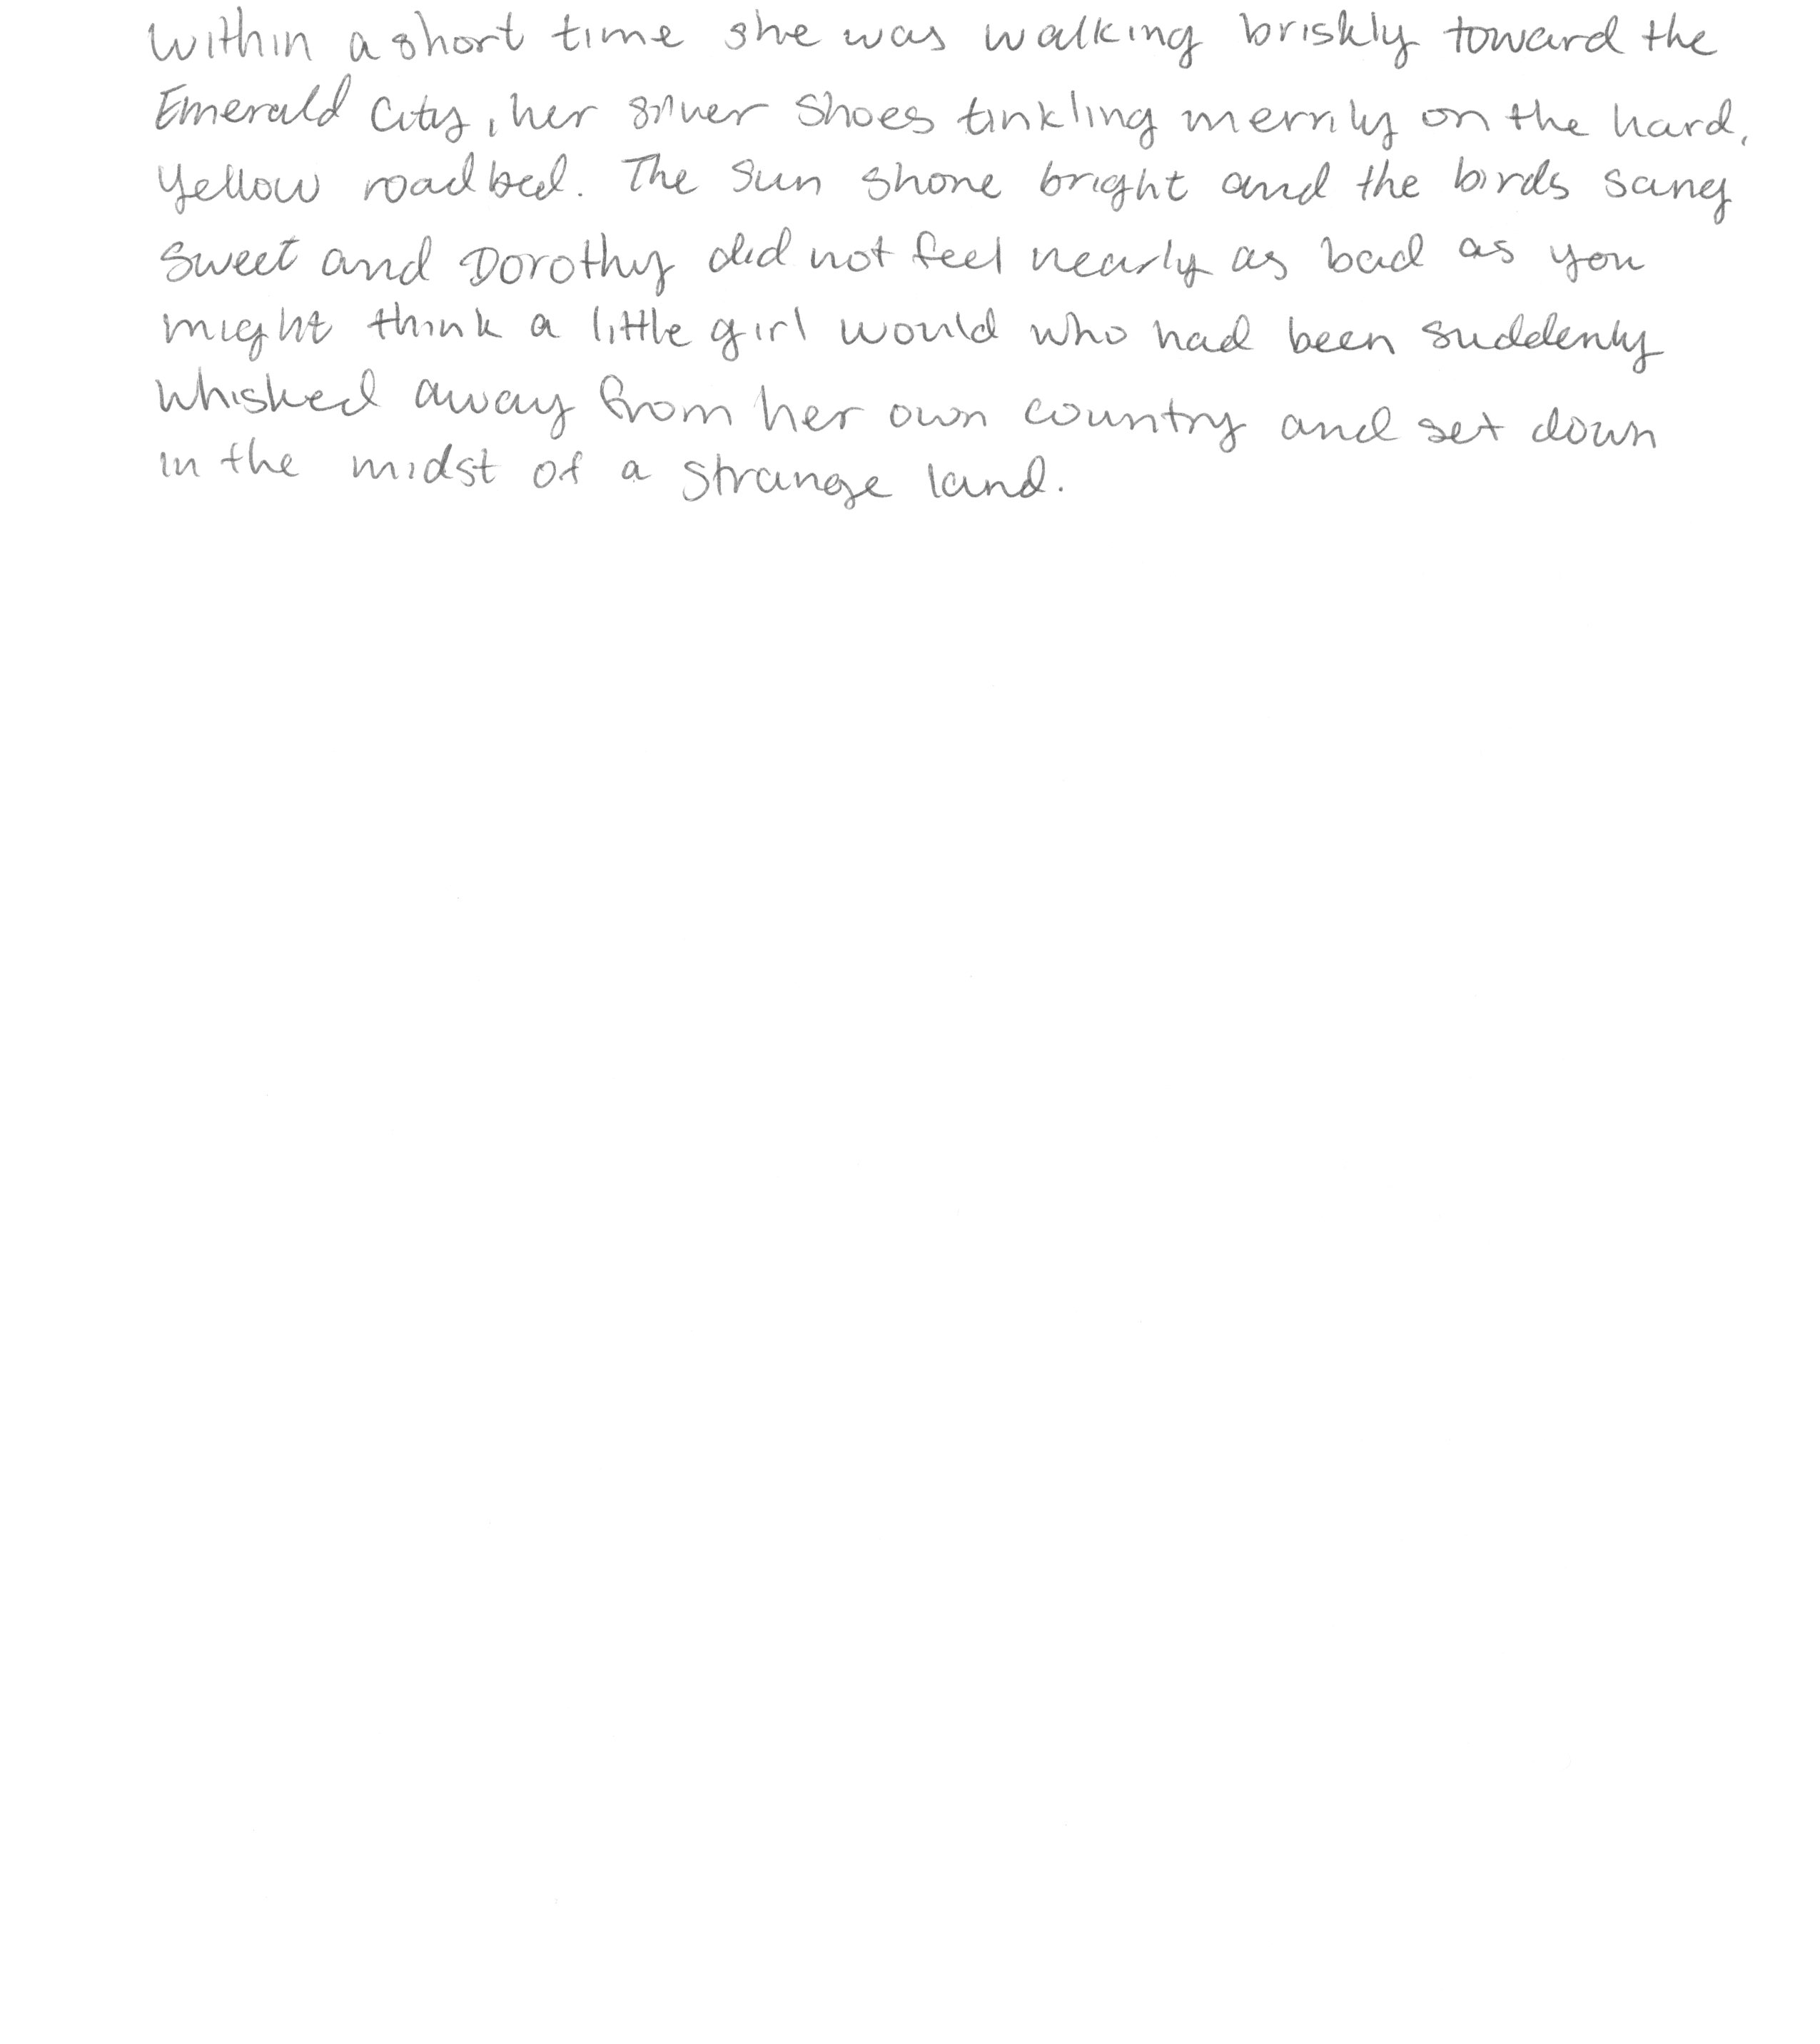 Within a short time she was walking briskly toward the
Emerald City, her silver shoes tinkling merrily on the hard,
yellow roadbed. The sun shone bright and the birds sang
sweet and Dorothy did not feel nearly as bad as you
might think a little girl would who had been suddenly
whisked away from her own country and set down
in the midst of a strange land.